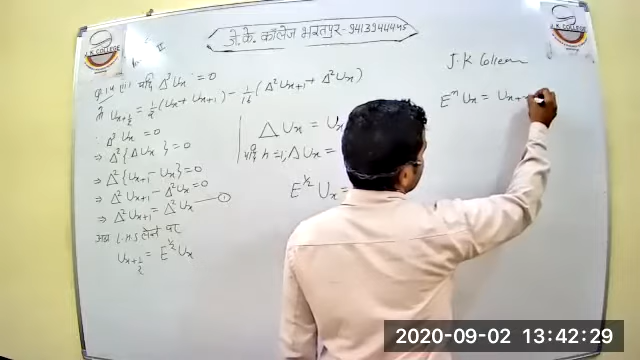 जे.के. कॉलेज भरतपुर-9413944445
J.K COLLEGE
J.K College
प्र.1 यदि Δ³Ux = 0
तो Ux+½ = ½(Ux + Ux+1) - 1/16(Δ²Ux+1 + Δ²Ux)
Δ³Ux = 0
⇒ Δ²{ΔUx} = 0
⇒ Δ²{Ux+1 - Ux} = 0
⇒ Δ²Ux+1 - Δ²Ux = 0
⇒ Δ²Ux+1 = Δ²Ux — ①
अब L.H.S लेने पर
Ux+½ = E^½ Ux
ΔUx = Ux
यदि h=1, ΔUx =
E^½ Ux =
E^n Ux = Ux+
2020-09-02 13:42:29